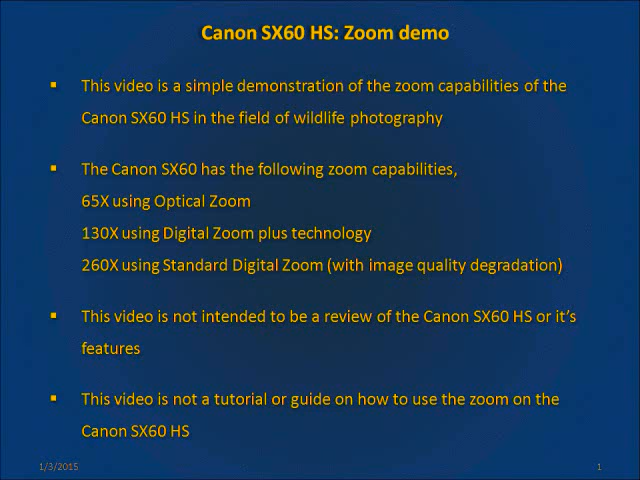 Canon SX60 HS: Zoom demo
▪ This video is a simple demonstration of the zoom capabilities of the
Canon SX60 HS in the field of wildlife photography
▪ The Canon SX60 has the following zoom capabilities,
65X using Optical Zoom
130X using Digital Zoom plus technology
260X using Standard Digital Zoom (with image quality degradation)
▪ This video is not intended to be a review of the Canon SX60 HS or it's
features
▪ This video is not a tutorial or guide on how to use the zoom on the
Canon SX60 HS
1/3/2015 1